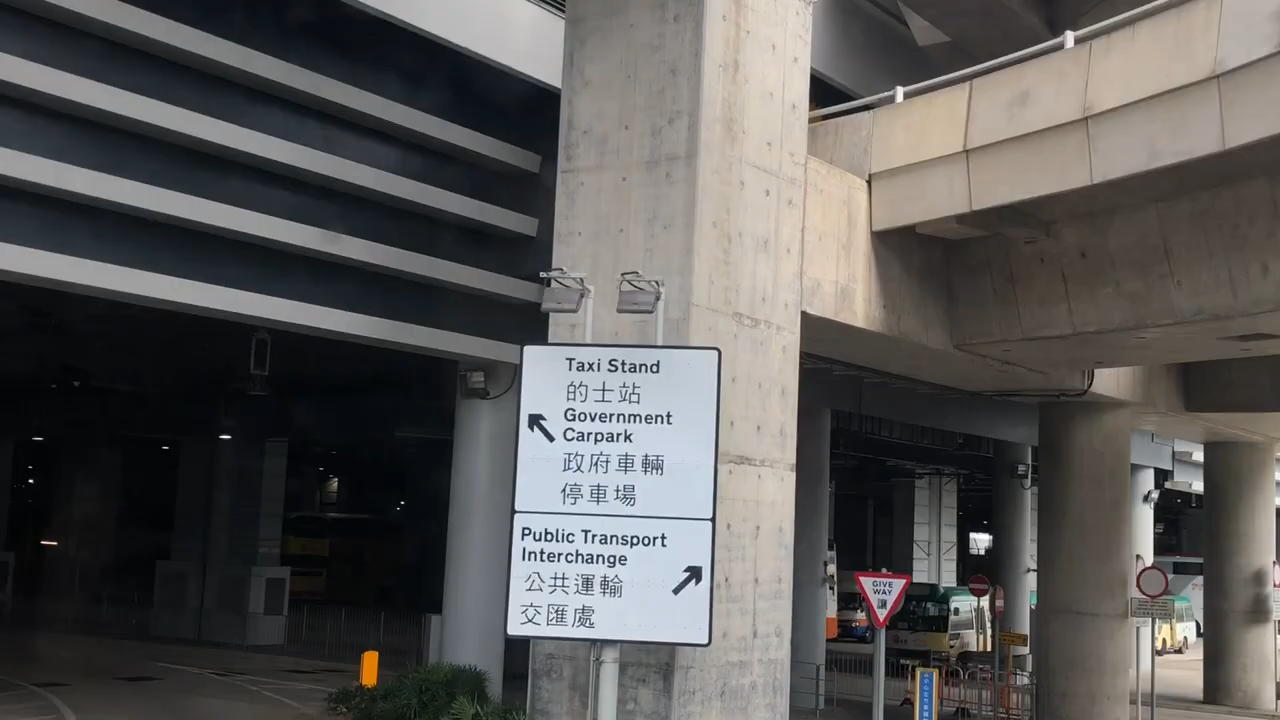 Taxi Stand
的士站
Government
Carpark
政府車輛
停車場
Public Transport
Interchange
公共運輸
交匯處
GIVE
WAY
讓